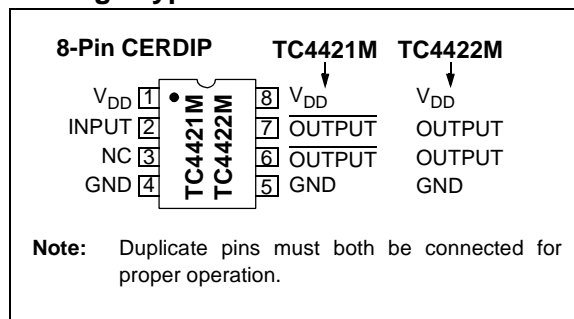 8-Pin CERDIP TC4421M TC4422M
VDD 1 8 VDD VDD
INPUT 2 7 OUTPUT OUTPUT
NC 3 6 OUTPUT OUTPUT
GND 4 5 GND GND
TC4421M
TC4422M
Note: Duplicate pins must both be connected for
proper operation.